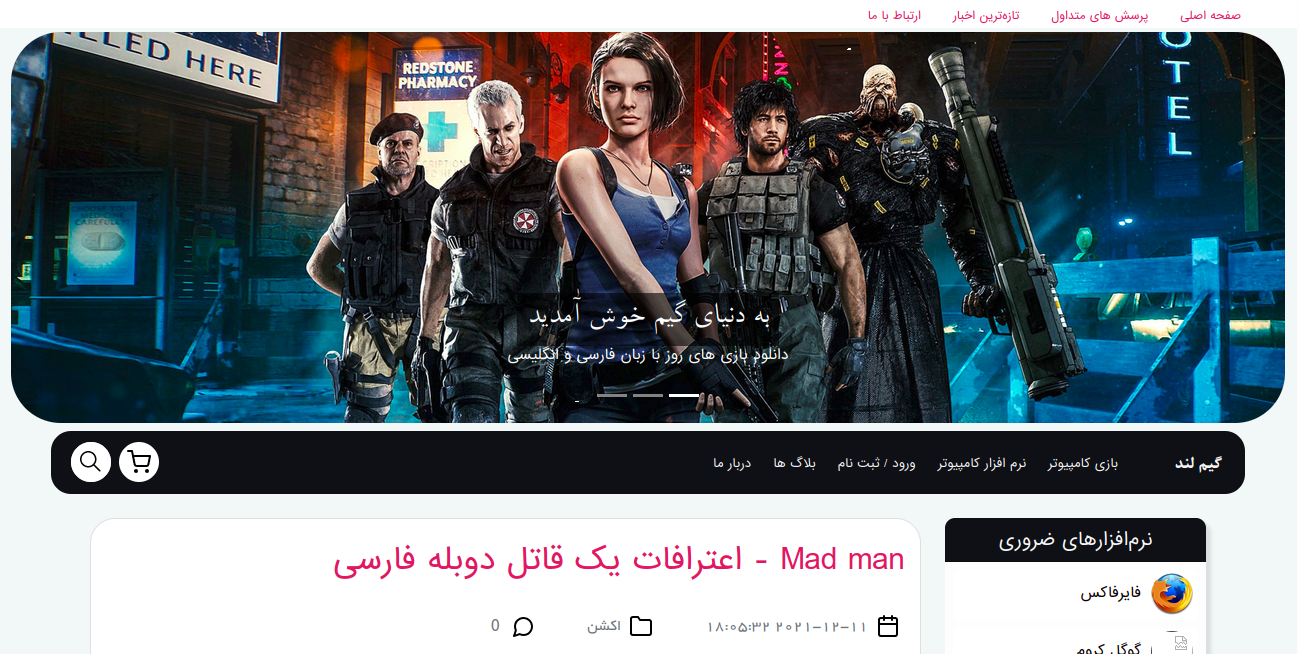 صفحه اصلی پرسش های متداول تازه‌ترین اخبار ارتباط با ما
LLED HERE
REDSTONE
PHARMACY
OTEL
به دنیای گیم خوش آمدید
دانلود بازی های روز با زبان فارسی و انگلیسی
گیم لند بازی کامپیوتر نرم افزار کامپیوتر ورود / ثبت نام بلاگ ها دربار ما
نرم‌افزارهای ضروری
فایرفاکس
گوگل کروم
Mad man - اعترافات یک قاتل دوبله فارسی
۲۰۲۱-۱۲-۱۱ ۱۸:۰۵:۳۲ اکشن 0